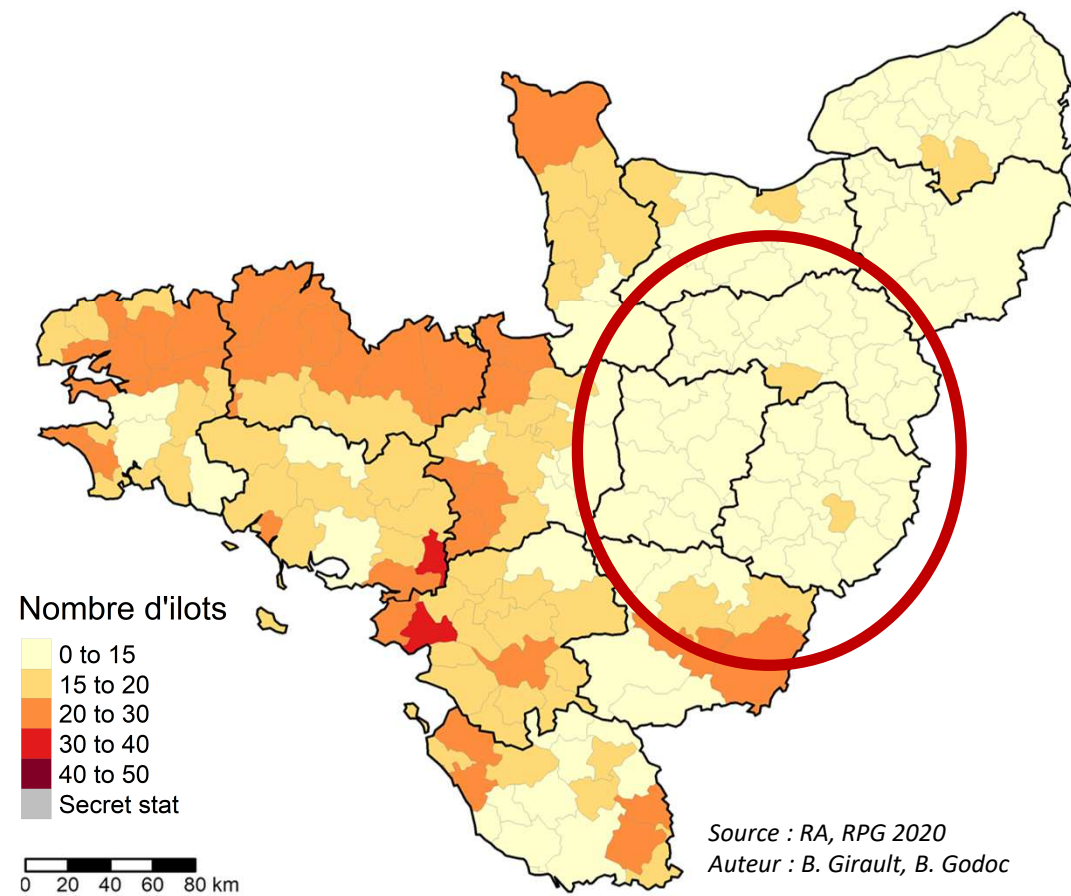 Nombre d'ilots
0 to 15
15 to 20
20 to 30
30 to 40
40 to 50
Secret stat
0 20 40 60 80 km
Source : RA, RPG 2020
Auteur : B. Girault, B. Godoc